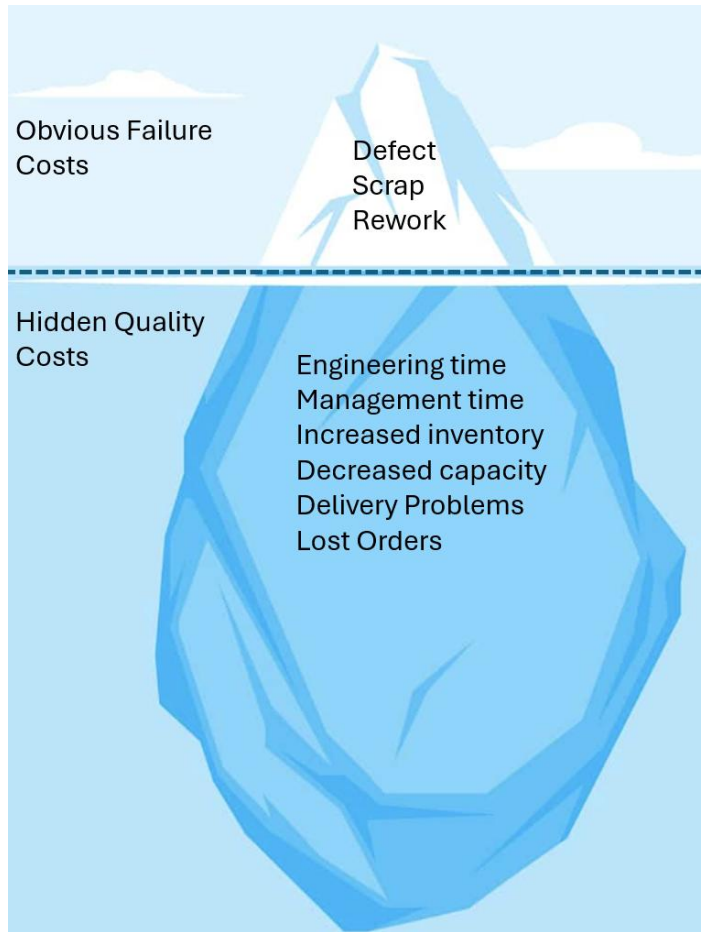 Obvious Failure
Costs
Defect
Scrap
Rework
Hidden Quality
Costs
Engineering time
Management time
Increased inventory
Decreased capacity
Delivery Problems
Lost Orders